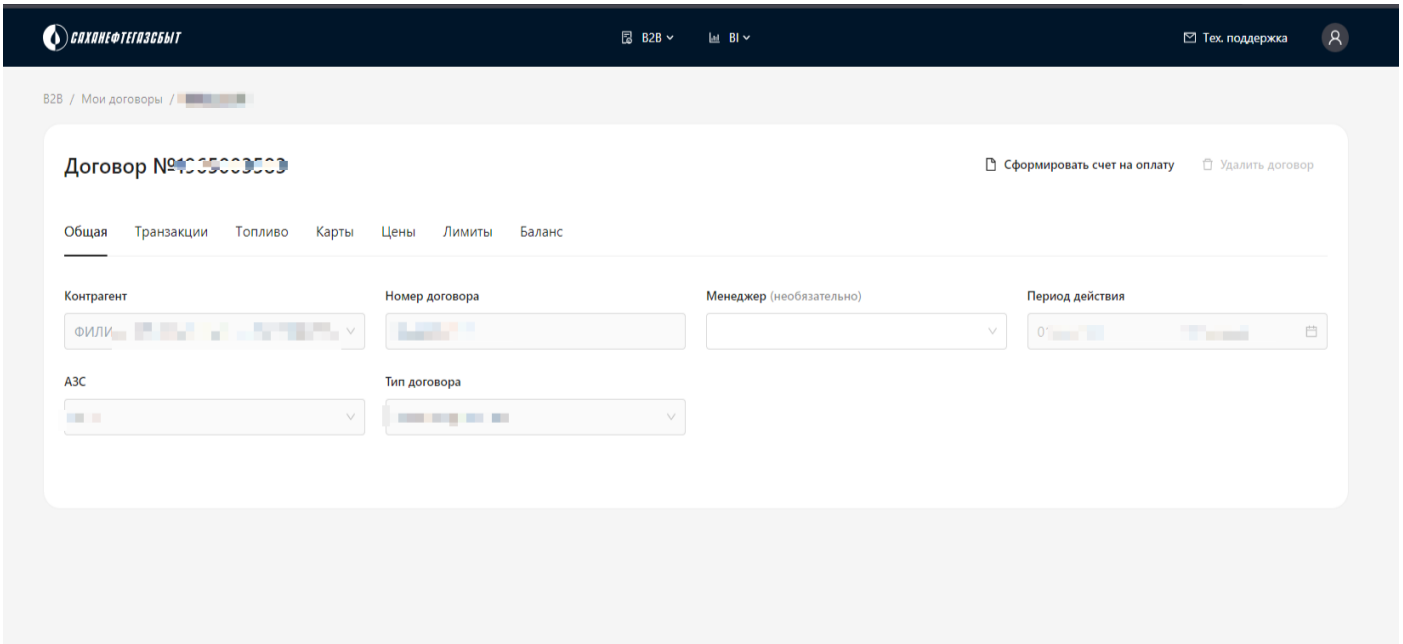 САХАНЕФТЕГАЗСБЫТ B2B BI Тех. поддержка
B2B / Мои договоры /
Договор № Сформировать счет на оплату Удалить договор
Общая Транзакции Топливо Карты Цены Лимиты Баланс
Контрагент Номер договора Менеджер (необязательно) Период действия
ФИЛИ
АЗС Тип договора